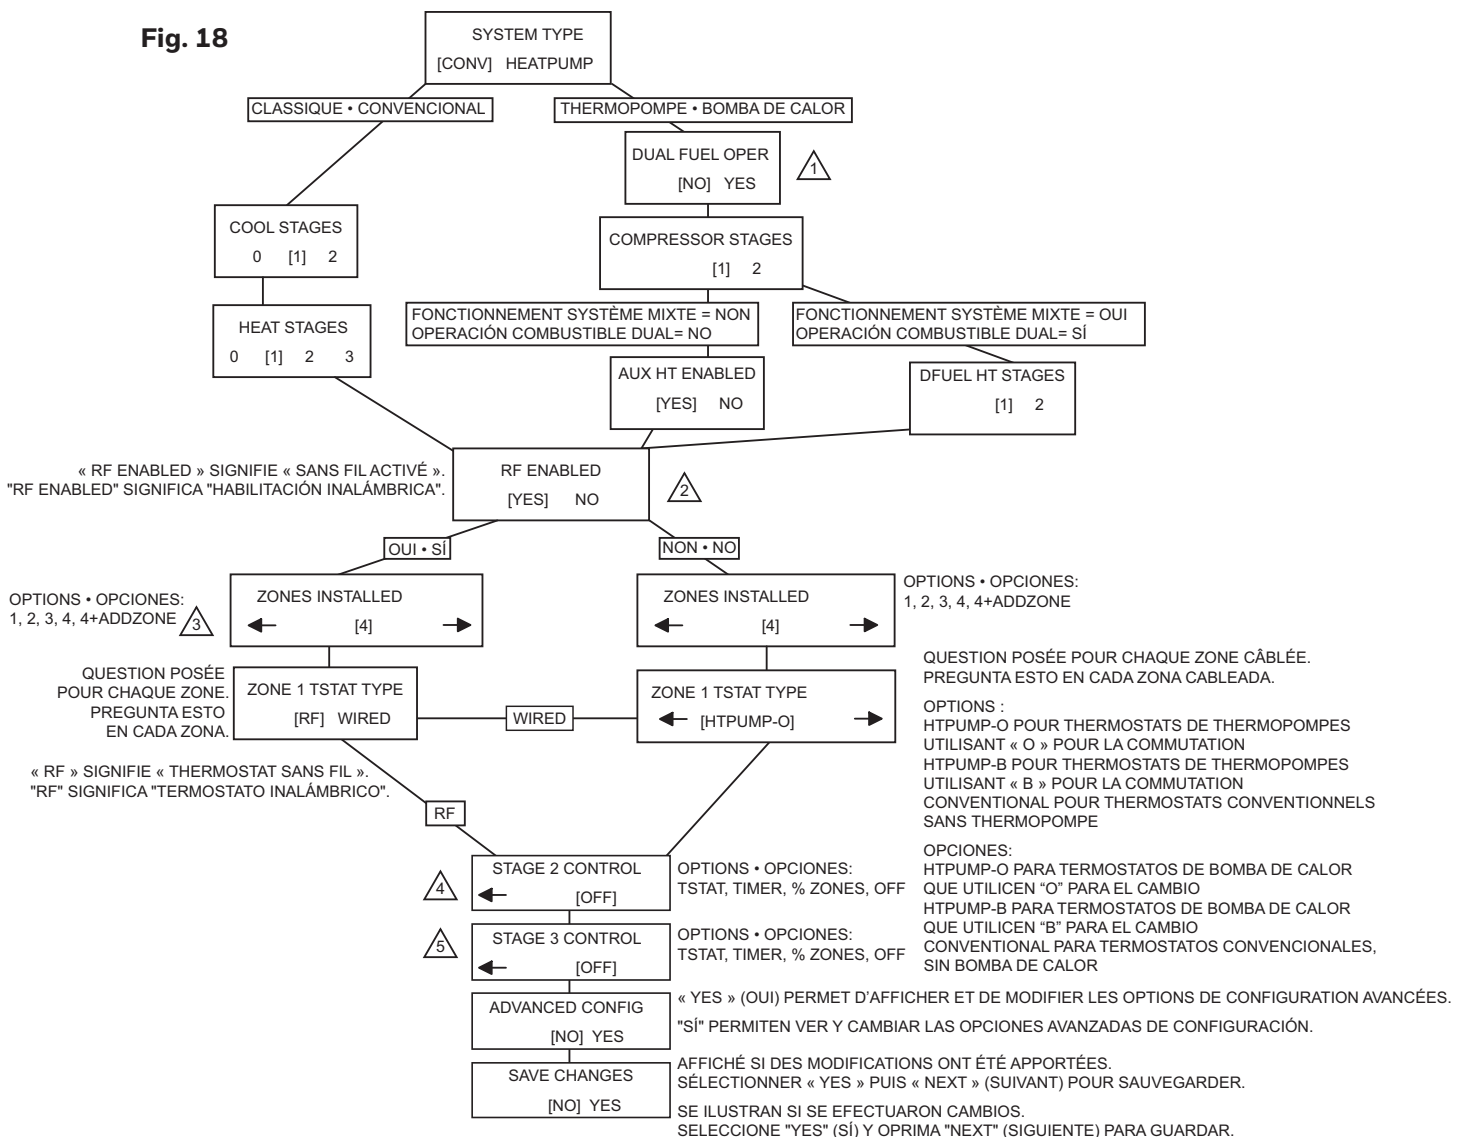 Fig. 18
SYSTEM TYPE
[CONV] HEATPUMP
CLASSIQUE • CONVENCIONAL
THERMOPOMPE • BOMBA DE CALOR
DUAL FUEL OPER
[NO] YES
1
COOL STAGES
0 [1] 2
COMPRESSOR STAGES
[1] 2
HEAT STAGES
0 [1] 2 3
FONCTIONNEMENT SYSTÈME MIXTE = NON
OPERACIÓN COMBUSTIBLE DUAL= NO
FONCTIONNEMENT SYSTÈME MIXTE = OUI
OPERACIÓN COMBUSTIBLE DUAL= SÍ
AUX HT ENABLED
[YES] NO
DFUEL HT STAGES
[1] 2
« RF ENABLED » SIGNIFIE « SANS FIL ACTIVÉ ».
"RF ENABLED" SIGNIFICA "HABILITACIÓN INALÁMBRICA".
RF ENABLED
[YES] NO
2
OUI • SÍ
NON • NO
OPTIONS • OPCIONES:
1, 2, 3, 4, 4+ADDZONE
3
ZONES INSTALLED
[4]
ZONES INSTALLED
[4]
OPTIONS • OPCIONES:
1, 2, 3, 4, 4+ADDZONE
QUESTION POSÉE
POUR CHAQUE ZONE.
PREGUNTA ESTO
EN CADA ZONA.
ZONE 1 TSTAT TYPE
[RF] WIRED
WIRED
ZONE 1 TSTAT TYPE
[HTPUMP-O]
QUESTION POSÉE POUR CHAQUE ZONE CÂBLÉE.
PREGUNTA ESTO EN CADA ZONA CABLEADA.
OPTIONS :
HTPUMP-O POUR THERMOSTATS DE THERMOPOMPES
UTILISANT « O » POUR LA COMMUTATION
HTPUMP-B POUR THERMOSTATS DE THERMOPOMPES
UTILISANT « B » POUR LA COMMUTATION
CONVENTIONAL POUR THERMOSTATS CONVENTIONNELS
SANS THERMOPOMPE
OPCIONES:
HTPUMP-O PARA TERMOSTATOS DE BOMBA DE CALOR
QUE UTILICEN “O” PARA EL CAMBIO
HTPUMP-B PARA TERMOSTATOS DE BOMBA DE CALOR
QUE UTILICEN “B” PARA EL CAMBIO
CONVENTIONAL PARA TERMOSTATOS CONVENCIONALES,
SIN BOMBA DE CALOR
« RF » SIGNIFIE « THERMOSTAT SANS FIL ».
"RF" SIGNIFICA "TERMOSTATO INALÁMBRICO".
RF
4
STAGE 2 CONTROL
[OFF]
OPTIONS • OPCIONES:
TSTAT, TIMER, % ZONES, OFF
5
STAGE 3 CONTROL
[OFF]
OPTIONS • OPCIONES:
TSTAT, TIMER, % ZONES, OFF
ADVANCED CONFIG
[NO] YES
« YES » (OUI) PERMET D’AFFICHER ET DE MODIFIER LES OPTIONS DE CONFIGURATION AVANCÉES.
"SÍ" PERMITEN VER Y CAMBIAR LAS OPCIONES AVANZADAS DE CONFIGURACIÓN.
SAVE CHANGES
[NO] YES
AFFICHÉ SI DES MODIFICATIONS ONT ÉTÉ APPORTÉES.
SÉLECTIONNER « YES » PUIS « NEXT » (SUIVANT) POUR SAUVEGARDER.
SE ILUSTRAN SI SE EFECTUARON CAMBIOS.
SELECCIONE "YES" (SÍ) Y OPRIMA "NEXT" (SIGUIENTE) PARA GUARDAR.